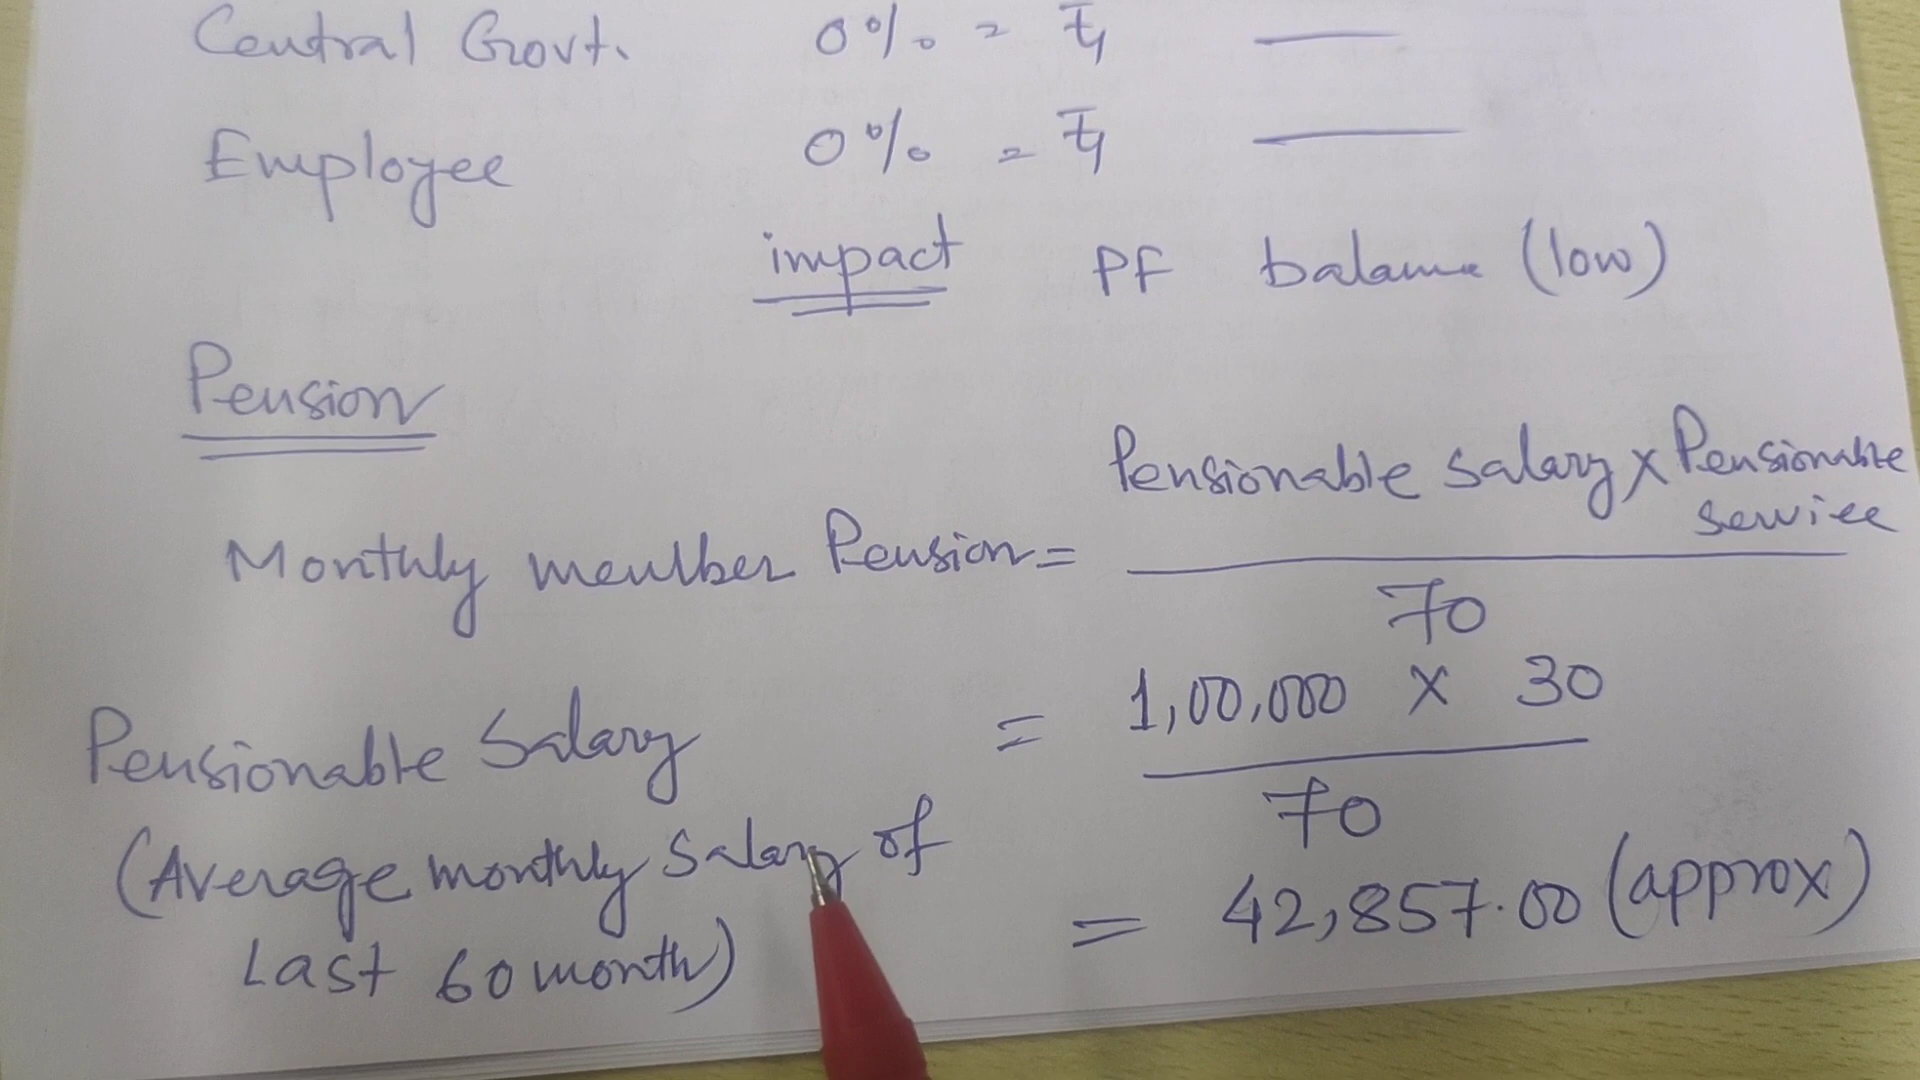 Central Govt. 0% = ₹ —
Employee 0% = ₹ —
impact PF balance (low)
Pension
Monthly member Pension = Pensionable salary x Pensionable service
70
Pensionable Salary = 1,00,000 x 30
70
(Average monthly salary of
Last 60 month)
= 42,857.00 (approx)